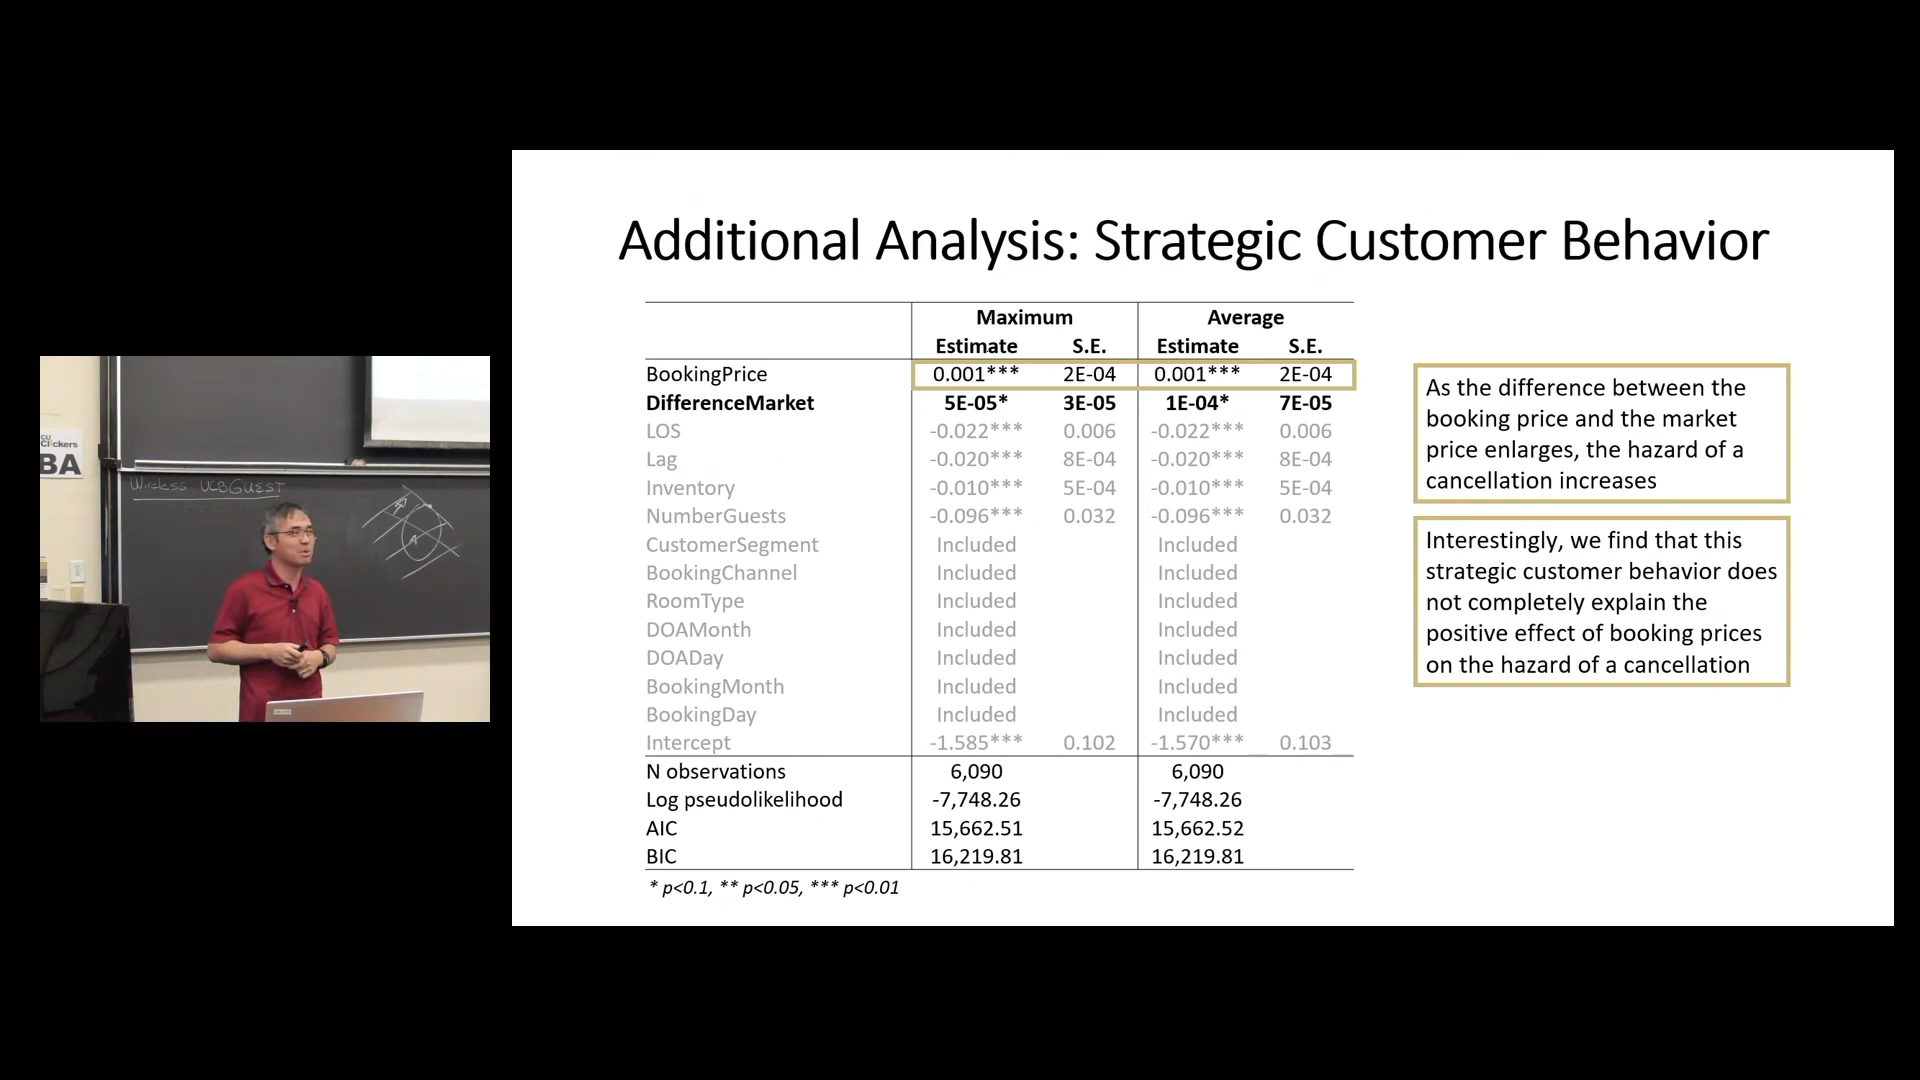 Additional Analysis: Strategic Customer Behavior
Maximum Average
Estimate S.E. Estimate S.E.
BookingPrice 0.001*** 2E-04 0.001*** 2E-04
DifferenceMarket 5E-05* 3E-05 1E-04* 7E-05
LOS -0.022*** 0.006 -0.022*** 0.006
Lag -0.020*** 8E-04 -0.020*** 8E-04
Inventory -0.010*** 5E-04 -0.010*** 5E-04
NumberGuests -0.096*** 0.032 -0.096*** 0.032
CustomerSegment Included Included
BookingChannel Included Included
RoomType Included Included
DOAMonth Included Included
DOADay Included Included
BookingMonth Included Included
BookingDay Included Included
Intercept -1.585*** 0.102 -1.570*** 0.103
N observations 6,090 6,090
Log pseudolikelihood -7,748.26 -7,748.26
AIC 15,662.51 15,662.52
BIC 16,219.81 16,219.81
* p<0.1, ** p<0.05, *** p<0.01
As the difference between the
booking price and the market
price enlarges, the hazard of a
cancellation increases
Interestingly, we find that this
strategic customer behavior does
not completely explain the
positive effect of booking prices
on the hazard of a cancellation
Wireless UCBGUEST
BA